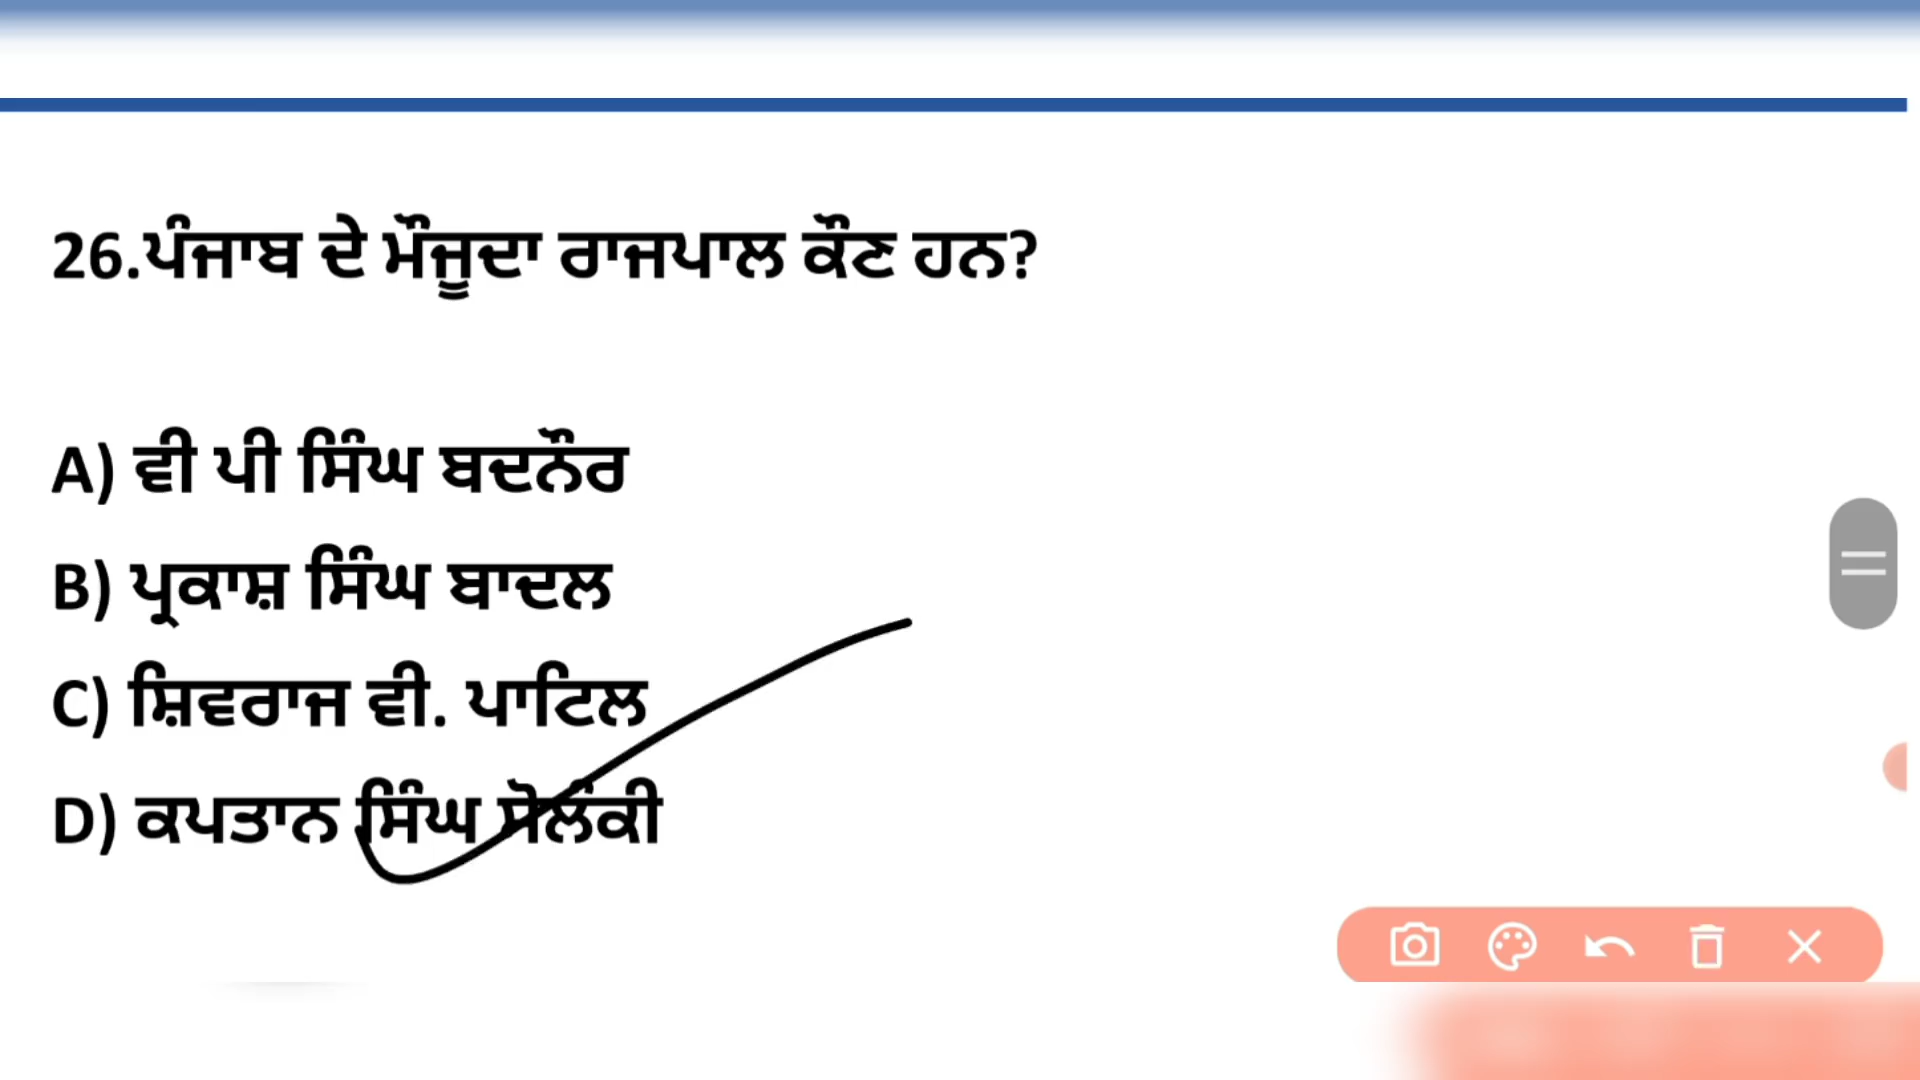 26.ਪੰਜਾਬ ਦੇ ਮੌਜੂਦਾ ਰਾਜਪਾਲ ਕੌਣ ਹਨ?
A) ਵੀ ਪੀ ਸਿੰਘ ਬਦਨੌਰ
B) ਪ੍ਰਕਾਸ਼ ਸਿੰਘ ਬਾਦਲ
C) ਸ਼ਿਵਰਾਜ ਵੀ. ਪਾਟਿਲ
D) ਕਪਤਾਨ ਸਿੰਘ ਸੋਲੰਕੀ